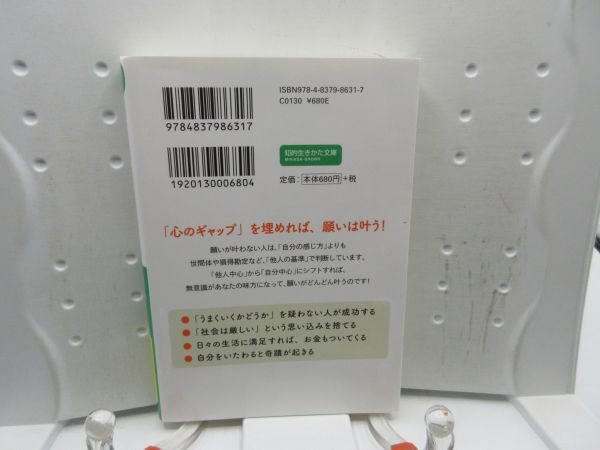 ISBN978-4-8379-8631-7
C0130 ¥680E
9784837986317
知的生きかた文庫
MIKASA-SHOBO
定価：本体680円+税
1920130006804
「心のギャップ」を埋めれば、願いは叶う！
願いが叶わない人は、「自分の感じ方」よりも
世間体や損得勘定など、「他人の基準」で判断しています。
「他人中心」から「自分中心」にシフトすれば、
無意識があなたの味方になって、願いがどんどん叶うのです！
● 「うまくいくかどうか」を疑わない人が成功する
● 「社会は厳しい」という思い込みを捨てる
● 日々の生活に満足すれば、お金もついてくる
● 自分をいたわると奇蹟が起きる